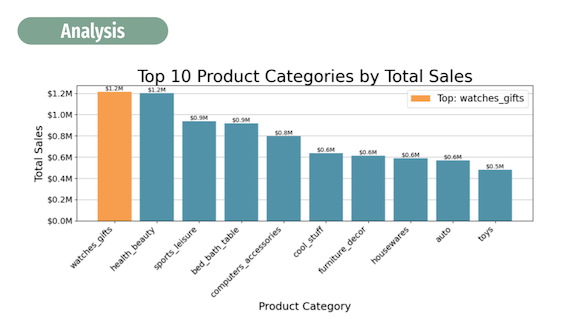 Analysis
Top 10 Product Categories by Total Sales
Top: watches_gifts
Total Sales
$1.2M
$1.0M
$0.8M
$0.6M
$0.4M
$0.2M
$0.0M
$1.2M
$1.2M
$0.9M
$0.9M
$0.8M
$0.6M
$0.6M
$0.6M
$0.6M
$0.5M
watches_gifts
health_beauty
sports_leisure
bed_bath_table
computers_accessories
cool_stuff
furniture_decor
housewares
auto
toys
Product Category